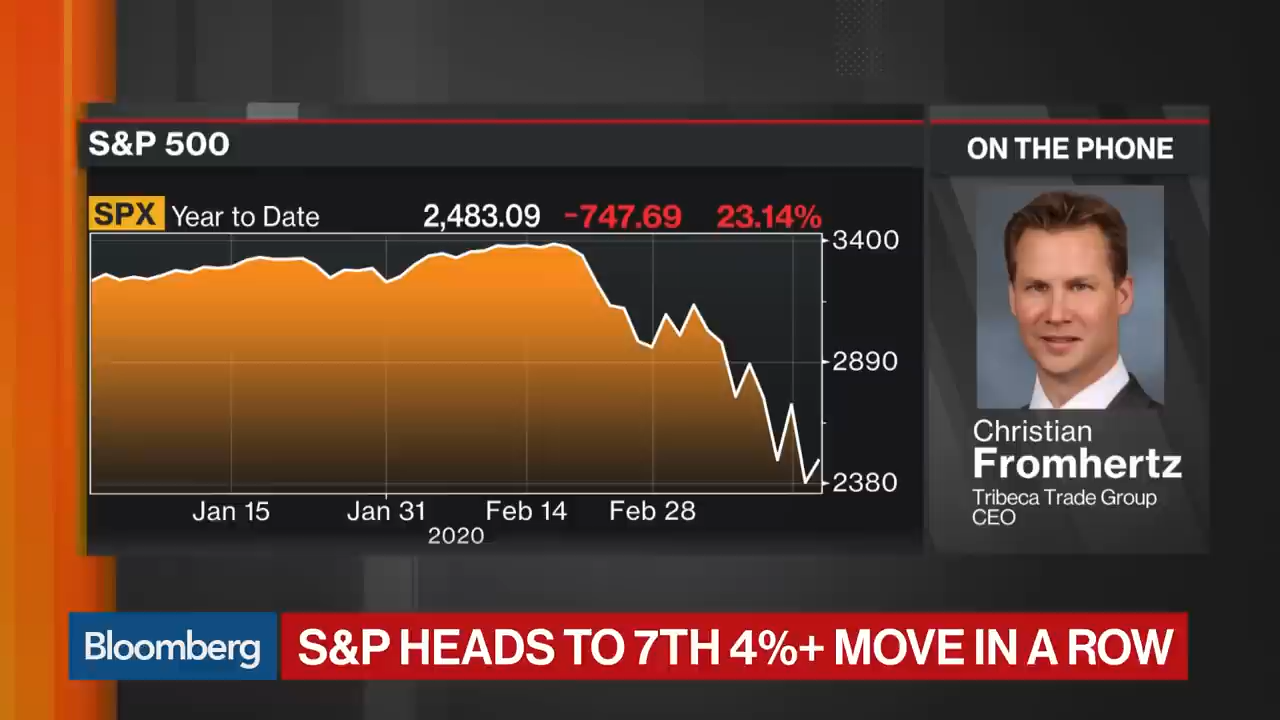 S&P 500
SPX Year to Date 2,483.09 -747.69 23.14%
3400
2890
2380
Jan 15 Jan 31 Feb 14 Feb 28
2020
ON THE PHONE
Christian
Fromhertz
Tribeca Trade Group
CEO
Bloomberg S&P HEADS TO 7TH 4%+ MOVE IN A ROW